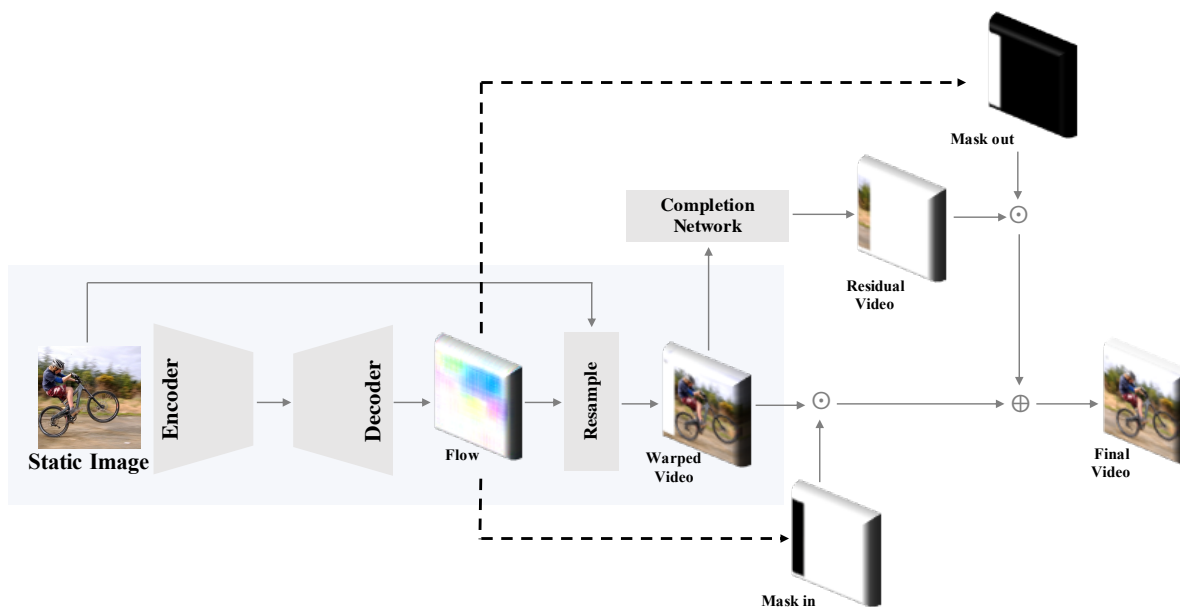 Mask out
Completion
Network
Residual
Video
Static Image
Encoder
Decoder
Flow
Resample
Warped
Video
Final
Video
Mask in